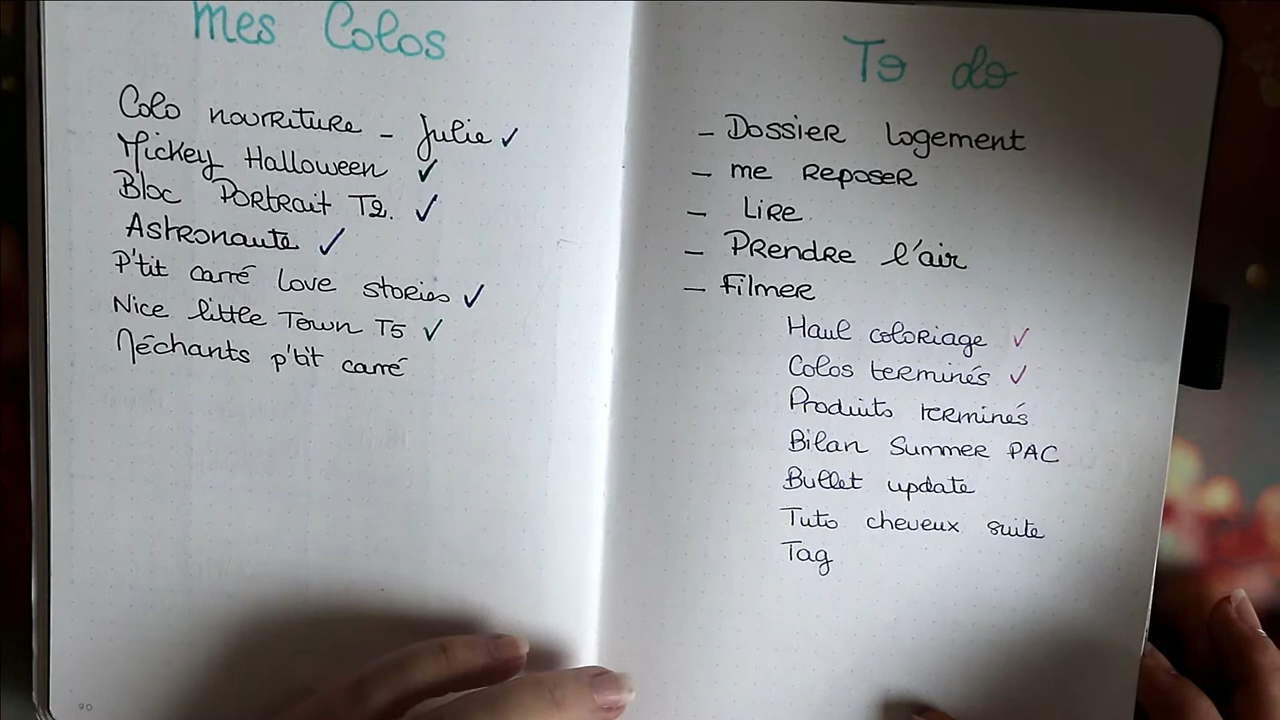 Mes Colos
Colo nourriture - Julie ✓
Mickey Halloween ✓
Bloc Portrait T2. ✓
Astronaute ✓
P'tit carré love stories ✓
Nice little Town T5 ✓
Méchants p'tit carré
90
To do
- Dossier logement
- me reposer
- Lire
- Prendre l'air
- Filmer
Haul coloriage ✓
Colos terminés ✓
Produits terminés
Bilan Summer PAC
Bullet update
Tuto cheveux suite
Tag